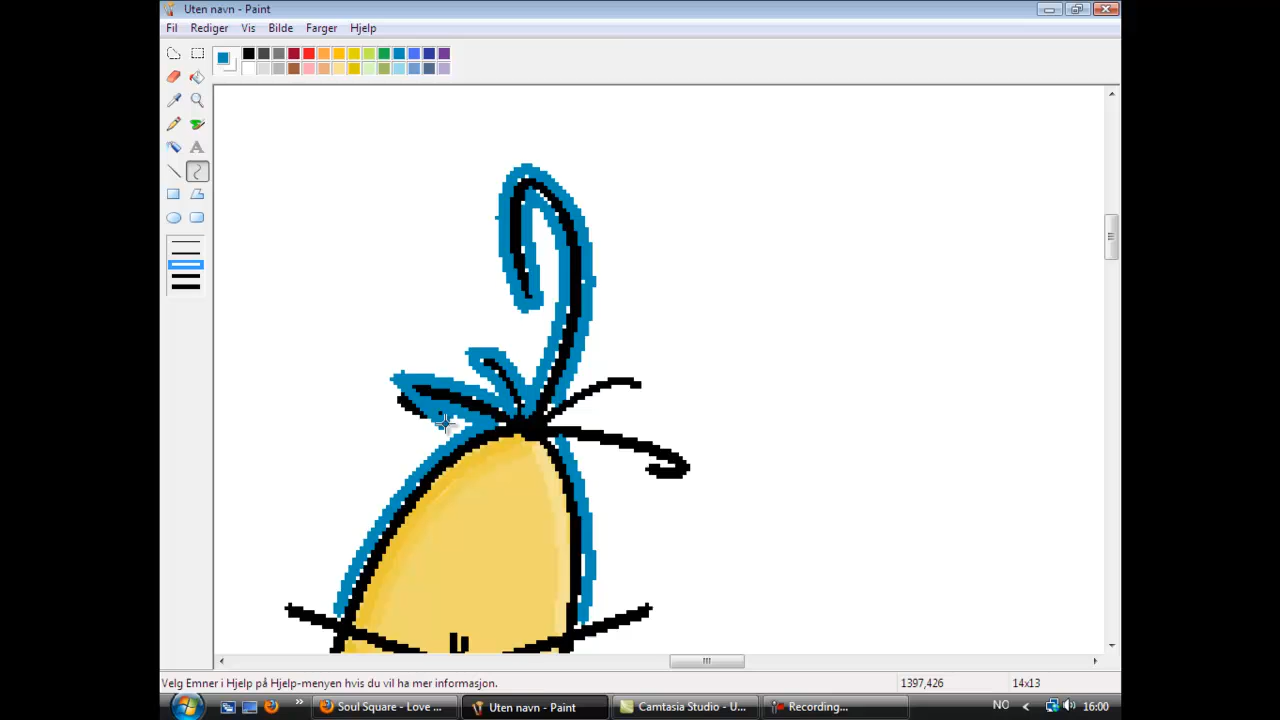 Uten navn - Paint
Fil Rediger Vis Bilde Farger Hjelp
A
Velg Emner i Hjelp på Hjelp-menyen hvis du vil ha mer informasjon.
1397,426
14x13
Soul Square - Love ...
Uten navn - Paint
Camtasia Studio - U...
Recording...
NO
16:00